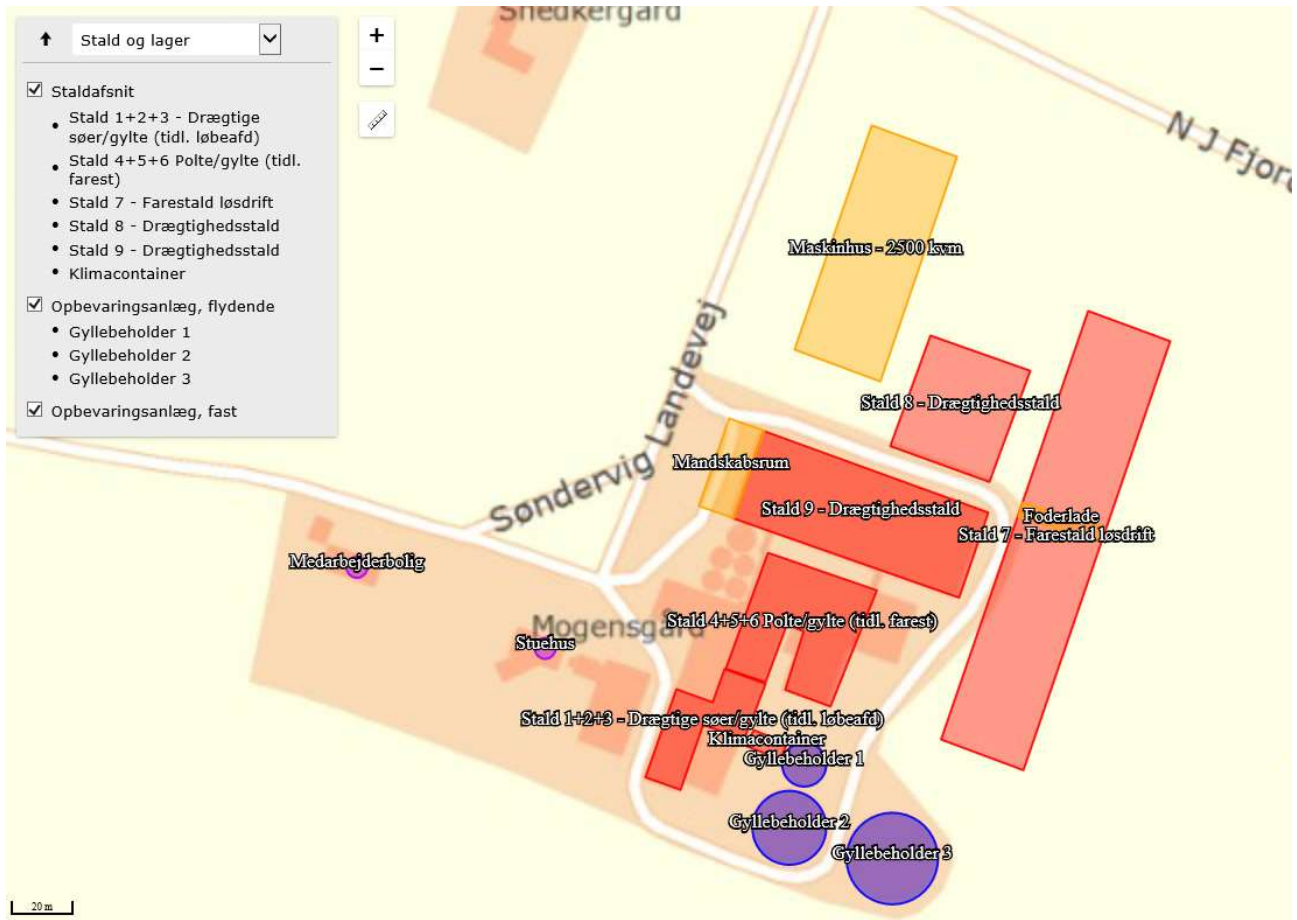 Stald og lager
Staldafsnit
Stald 1+2+3 - Drægtige
søer/gylte (tidl. løbeafd)
Stald 4+5+6 Polte/gylte (tidl.
farest)
Stald 7 - Farestald løsdrift
Stald 8 - Drægtighedsstald
Stald 9 - Drægtighedsstald
Klimacontainer
Opbevaringsanlæg, flydende
Gyllebeholder 1
Gyllebeholder 2
Gyllebeholder 3
Opbevaringsanlæg, fast
+
−
Snedkergård
N J Fjord
Maskinhus - 2500 kvm
Søndervig Landevej
Stald 8 - Drægtighedsstald
Mandskabsrum
Stald 9 - Drægtighedsstald
Foderlade
Stald 7 - Farestald løsdrift
Medarbejderbolig
Stald 4+5+6 Polte/gylte (tidl. farest)
Mogensgård
Stuehus
Stald 1+2+3 - Drægtige søer/gylte (tidl. løbeafd)
Klimacontainer
Gyllebeholder 1
Gyllebeholder 2
Gyllebeholder 3
20 m